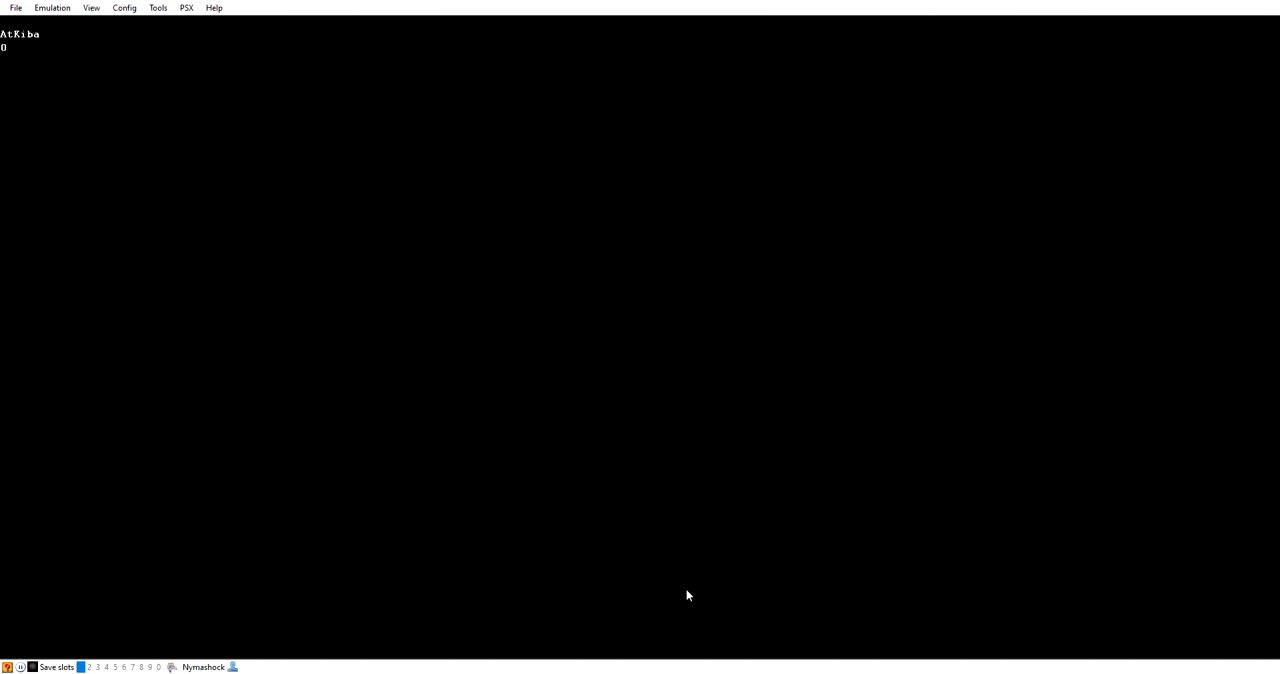 File Emulation View Config Tools PSX Help
AtKiba
0
Save slots 2 3 4 5 6 7 8 9 0 Nymashock